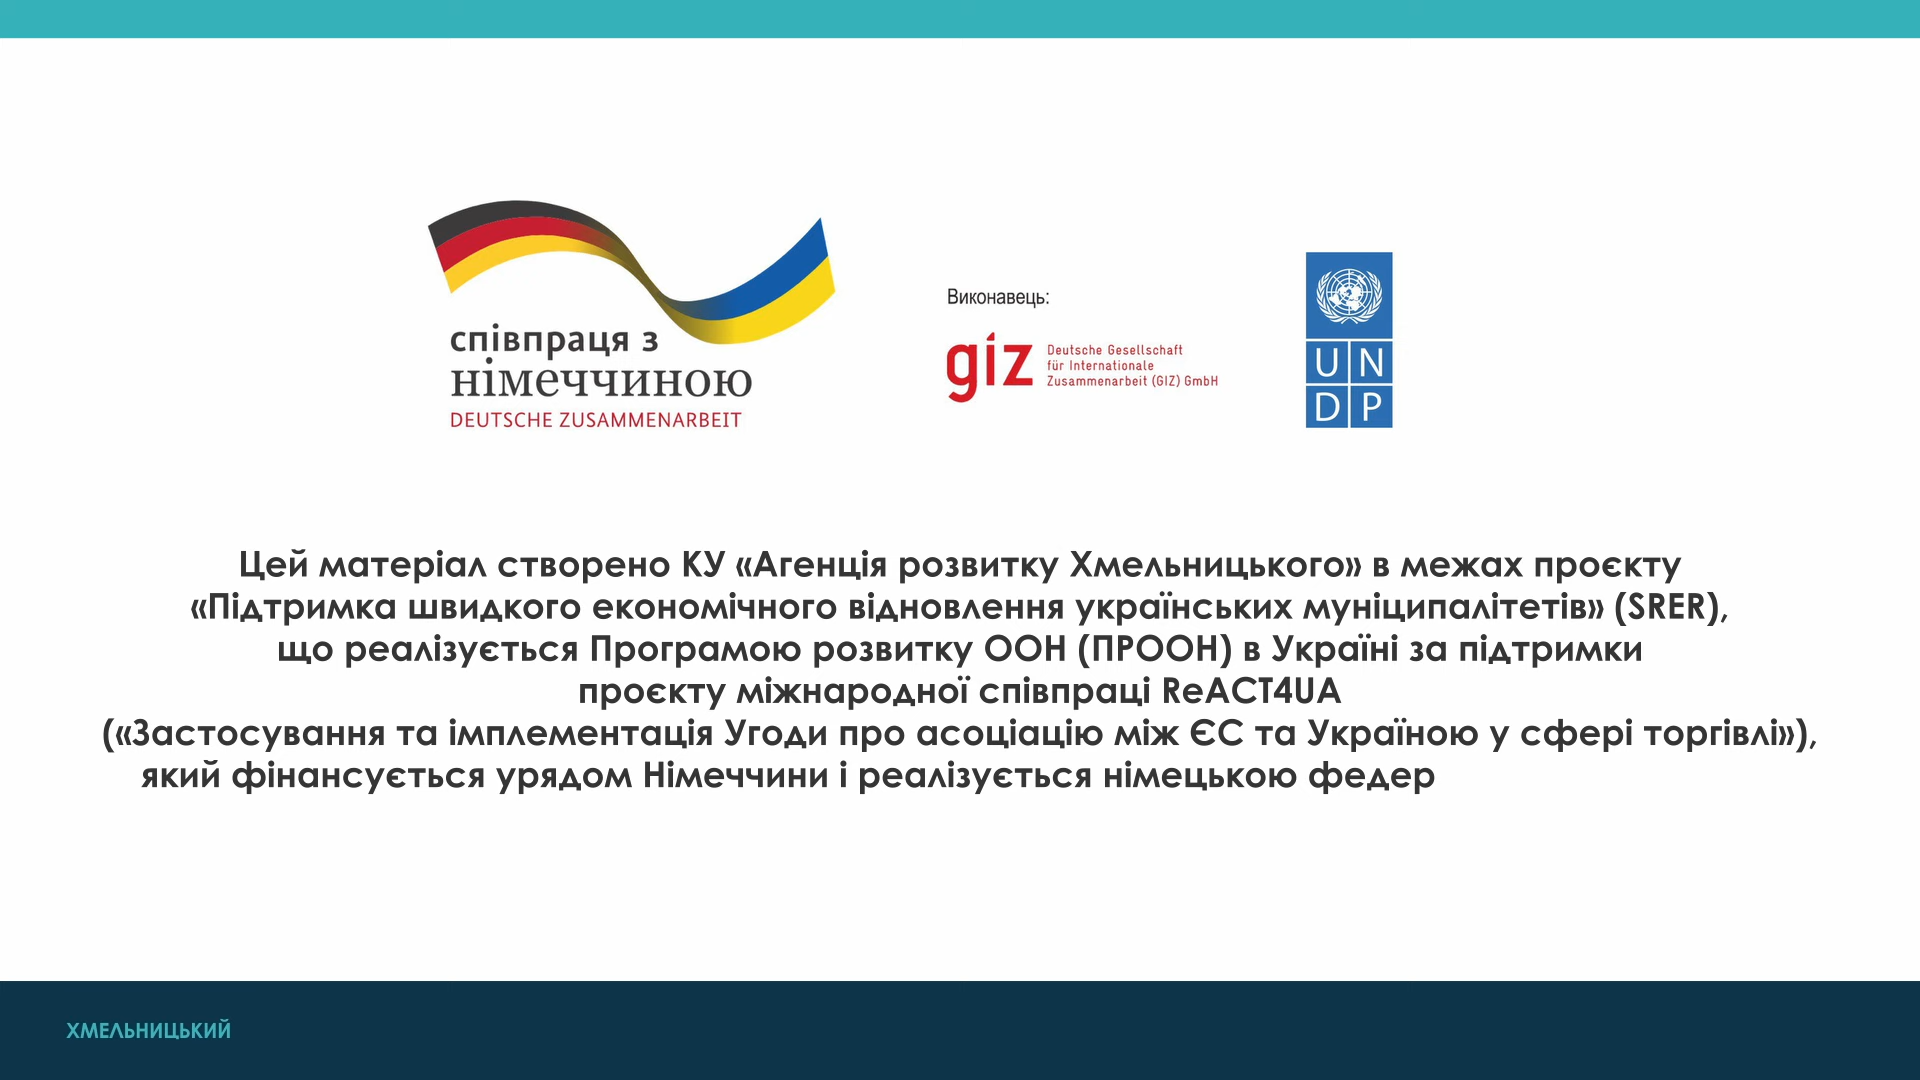 співпраця з
німеччиною
DEUTSCHE ZUSAMMENARBEIT
Виконавець:
giz
Deutsche Gesellschaft
für Internationale
Zusammenarbeit (GIZ) GmbH
UN
DP
Цей матеріал створено КУ «Агенція розвитку Хмельницького» в межах проєкту
«Підтримка швидкого економічного відновлення українських муніципалітетів» (SRER),
що реалізується Програмою розвитку ООН (ПРООН) в Україні за підтримки
проєкту міжнародної співпраці ReACT4UA
(«Застосування та імплементація Угоди про асоціацію між ЄС та Україною у сфері торгівлі»),
який фінансується урядом Німеччини і реалізується німецькою федер
ХМЕЛЬНИЦЬКИЙ